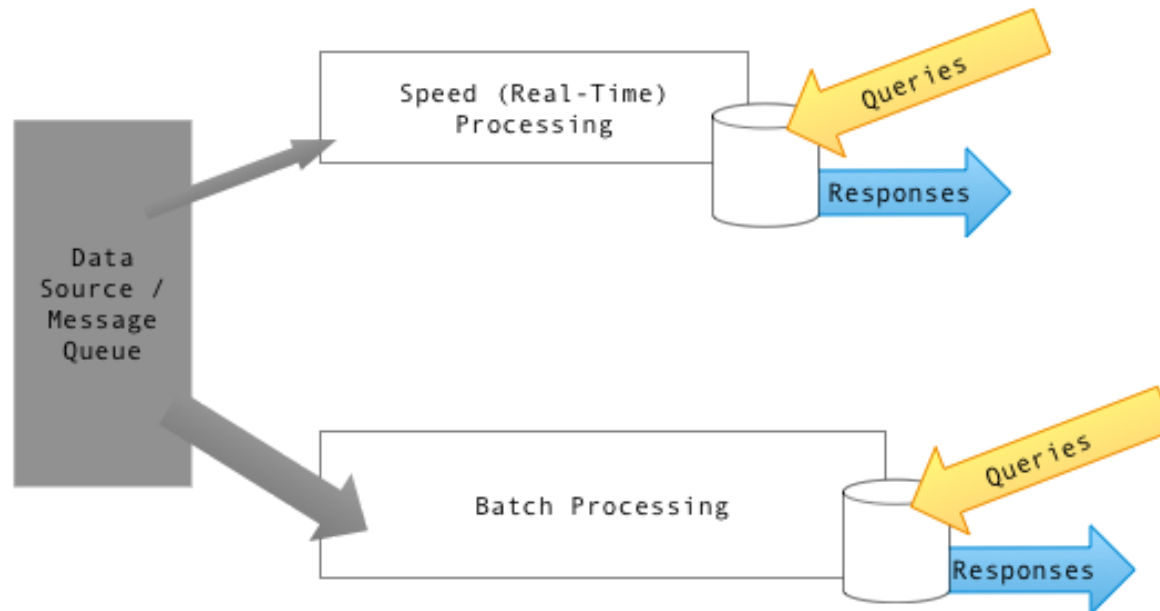 Speed (Real-Time)
Processing
Queries
Responses
Data
Source /
Message
Queue
Batch Processing
Queries
Responses